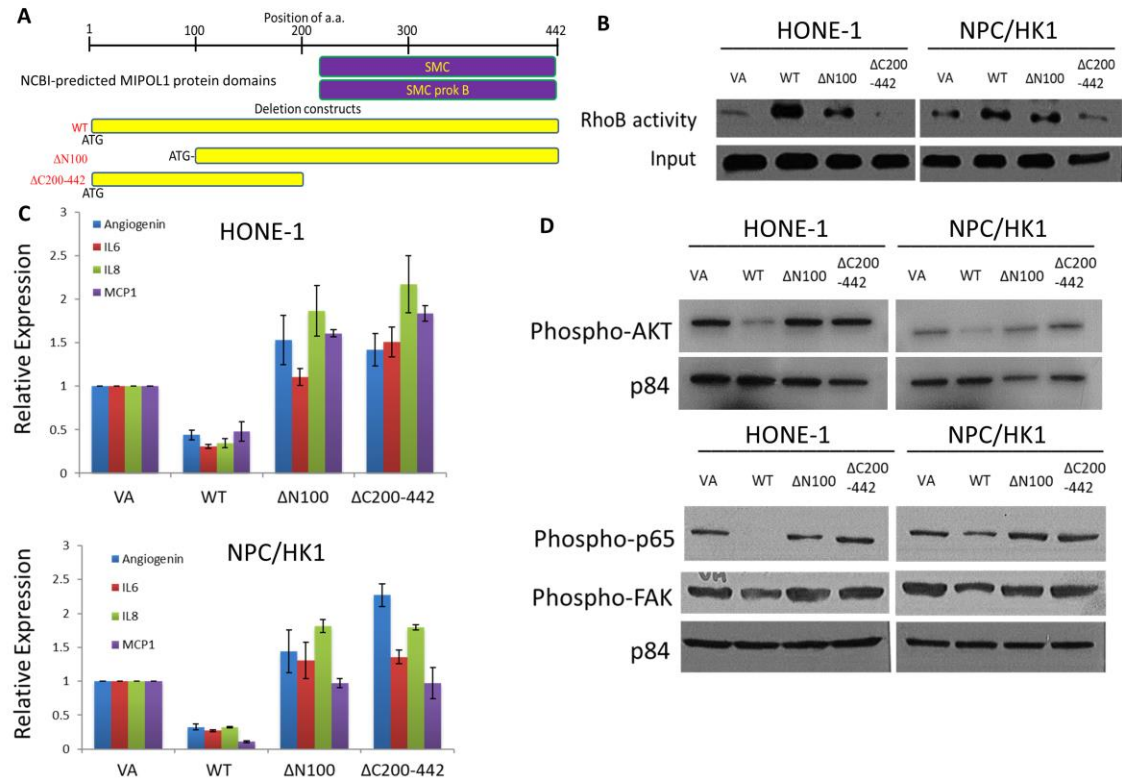 A
Position of a.a.
1 100 200 300 442
NCBI-predicted MIPOL1 protein domains
SMC
SMC prok B
Deletion constructs
WT
ATG
ΔN100
ATG-
ΔC200-442
ATG
B
HONE-1 NPC/HK1
VA WT ΔN100 ΔC200
-442
VA WT ΔN100 ΔC200
-442
RhoB activity
Input
C
HONE-1
Relative Expression
3
2.5
2
1.5
1
0.5
0
Angiogenin
IL6
IL8
MCP1
VA WT ΔN100 ΔC200-442
NPC/HK1
Relative Expression
3
2.5
2
1.5
1
0.5
0
Angiogenin
IL6
IL8
MCP1
VA WT ΔN100 ΔC200-442
D
HONE-1 NPC/HK1
VA WT ΔN100 ΔC200
-442
VA WT ΔN100 ΔC200
-442
Phospho-AKT
p84
HONE-1 NPC/HK1
VA WT ΔN100 ΔC200
-442
VA WT ΔN100 ΔC200
-442
Phospho-p65
Phospho-FAK
VA
p84